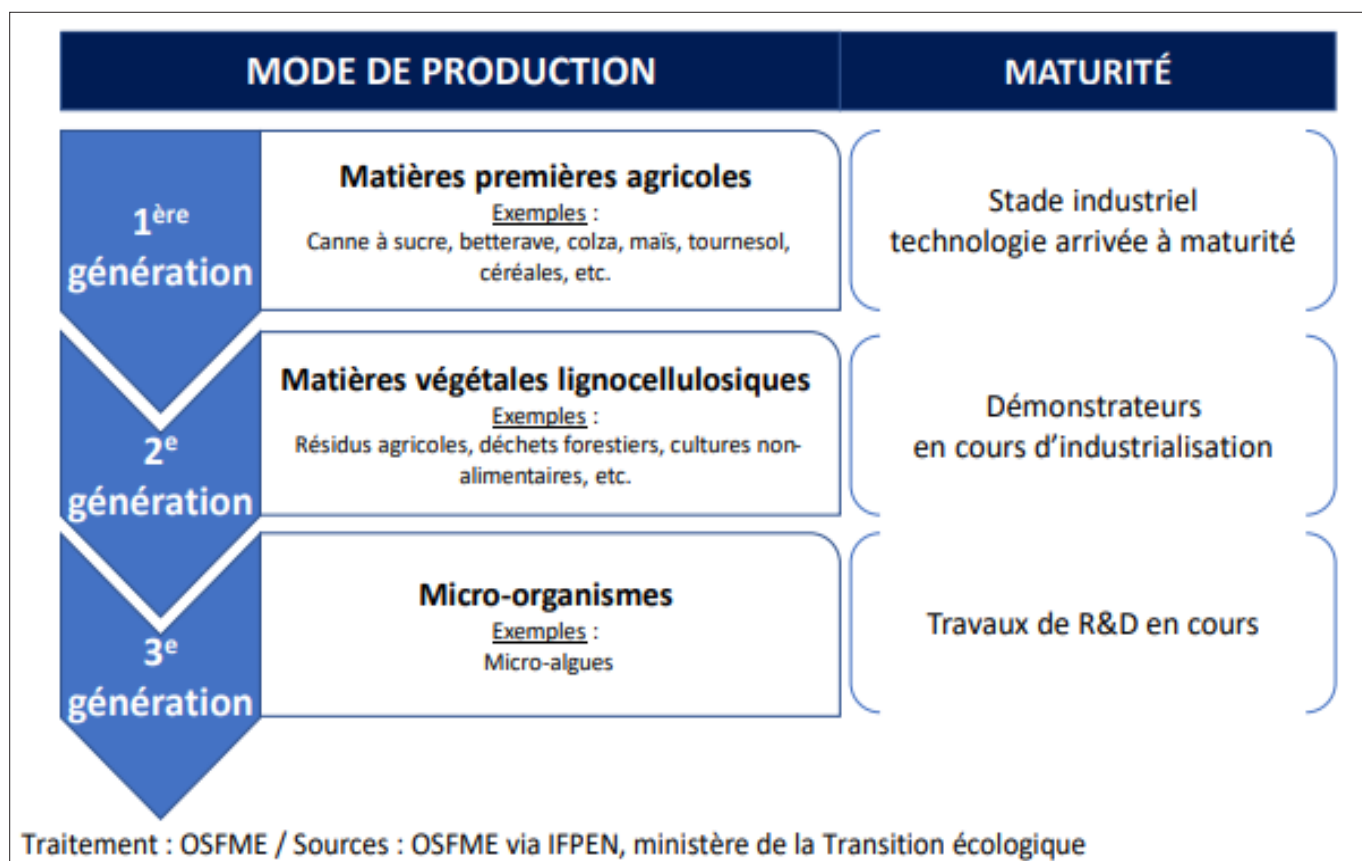 MODE DE PRODUCTION
MATURITÉ
1ère
génération
Matières premières agricoles
Exemples :
Canne à sucre, betterave, colza, maïs, tournesol,
céréales, etc.
Stade industriel
technologie arrivée à maturité
2e
génération
Matières végétales lignocellulosiques
Exemples :
Résidus agricoles, déchets forestiers, cultures non-
alimentaires, etc.
Démonstrateurs
en cours d’industrialisation
3e
génération
Micro-organismes
Exemples :
Micro-algues
Travaux de R&D en cours
Traitement : OSFME / Sources : OSFME via IFPEN, ministère de la Transition écologique